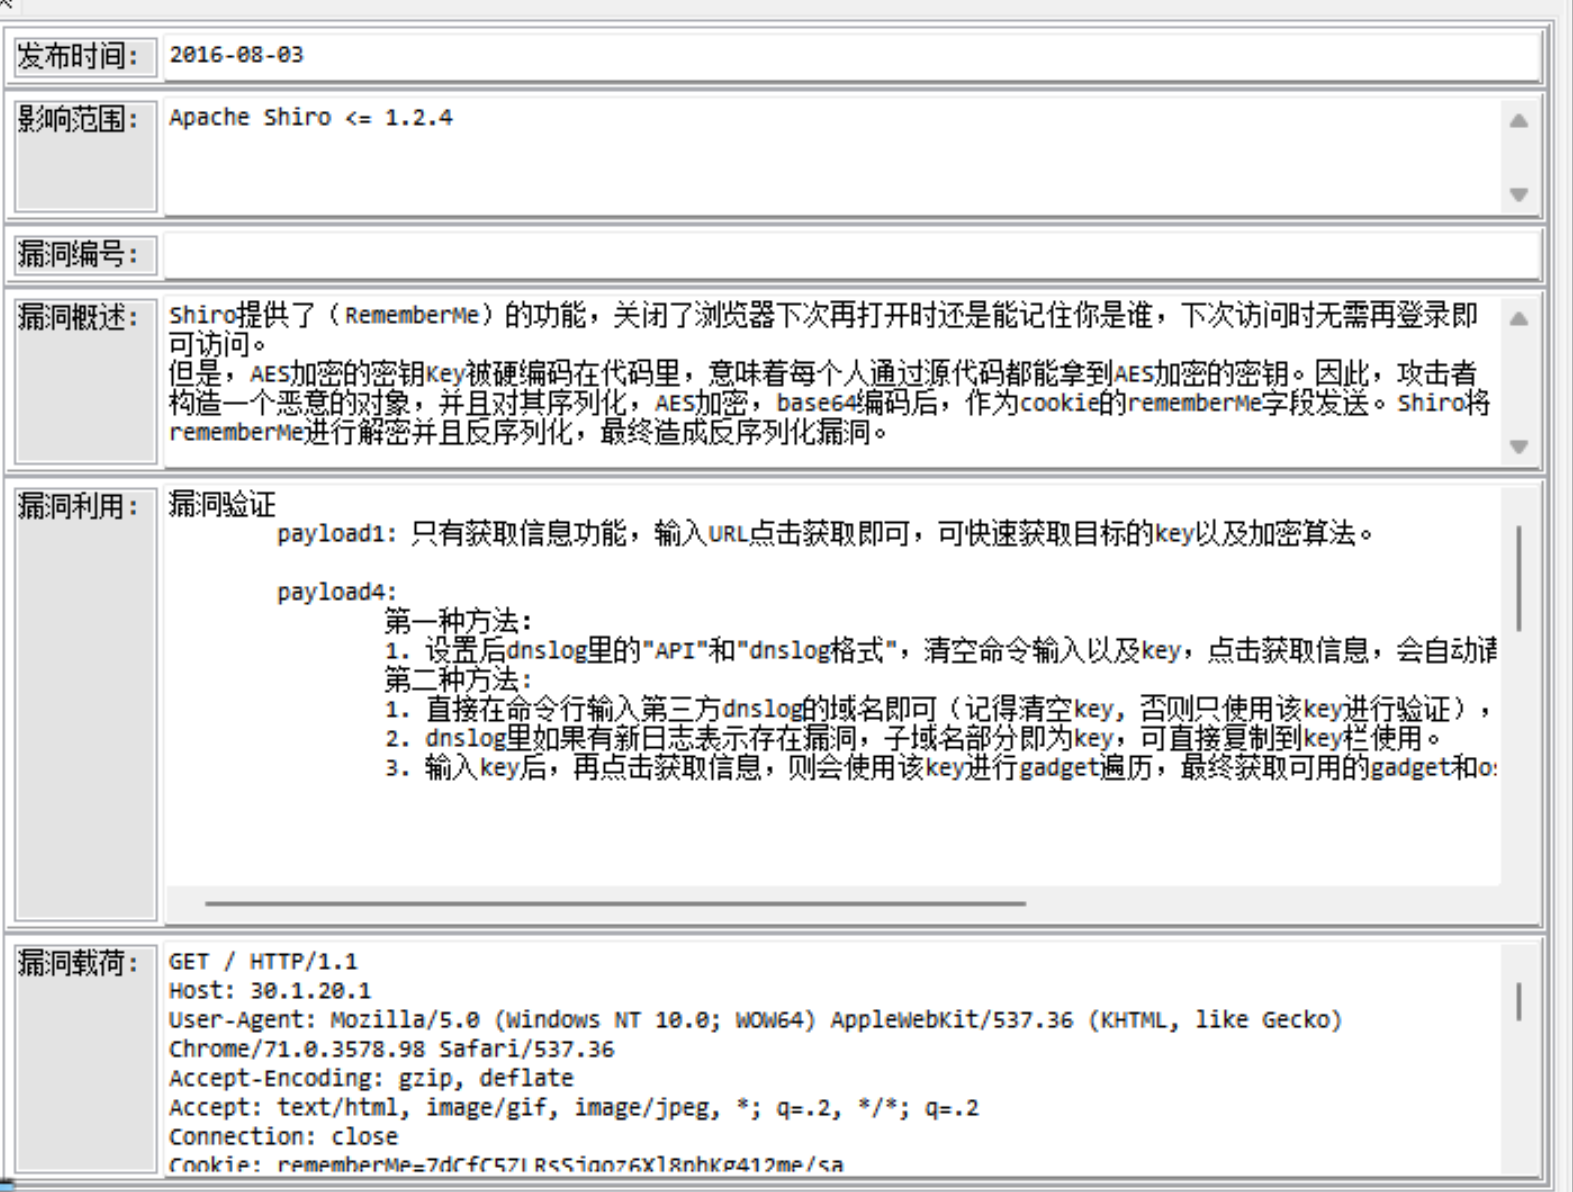 发布时间: 2016-08-03
影响范围: Apache Shiro <= 1.2.4
漏洞编号:
漏洞概述: Shiro提供了（RememberMe）的功能，关闭了浏览器下次再打开时还是能记住你是谁，下次访问时无需再登录即
可访问。
但是，AES加密的密钥Key被硬编码在代码里，意味着每个人通过源代码都能拿到AES加密的密钥。因此，攻击者
构造一个恶意的对象，并且对其序列化，AES加密，base64编码后，作为cookie的rememberMe字段发送。Shiro将
rememberMe进行解密并且反序列化，最终造成反序列化漏洞。
漏洞利用: 漏洞验证
payload1: 只有获取信息功能，输入URL点击获取即可，可快速获取目标的key以及加密算法。
payload4:
第一种方法:
1. 设置后dnslog里的"API"和"dnslog格式"，清空命令输入以及key，点击获取信息，会自动请
第二种方法:
1. 直接在命令行输入第三方dnslog的域名即可（记得清空key, 否则只使用该key进行验证），
2. dnslog里如果有新日志表示存在漏洞，子域名部分即为key，可直接复制到key栏使用。
3. 输入key后，再点击获取信息，则会使用该key进行gadget遍历，最终获取可用的gadget和o
漏洞载荷: GET / HTTP/1.1
Host: 30.1.20.1
User-Agent: Mozilla/5.0 (Windows NT 10.0; WOW64) AppleWebKit/537.36 (KHTML, like Gecko)
Chrome/71.0.3578.98 Safari/537.36
Accept-Encoding: gzip, deflate
Accept: text/html, image/gif, image/jpeg, *; q=.2, */*; q=.2
Connection: close
Cookie: